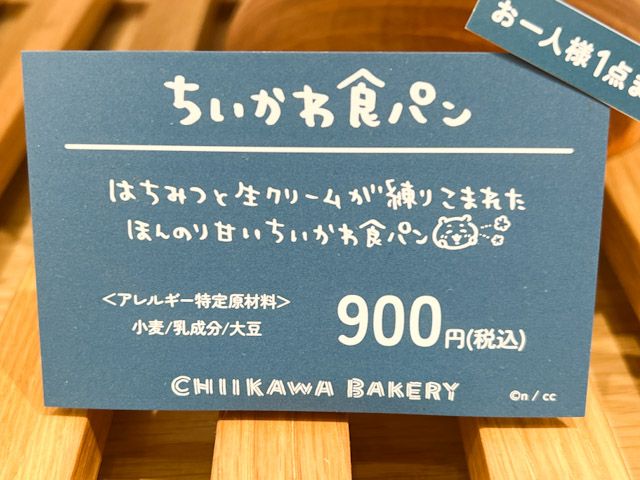 お一人様1点ま
ちいかわ食パン
はちみつと生クリームが練りこまれた
ほんのり甘いちいかわ食パン
<アレルギー特定原材料>
小麦/乳成分/大豆
900円(税込)
CHIIKAWA BAKERY
©n / cc